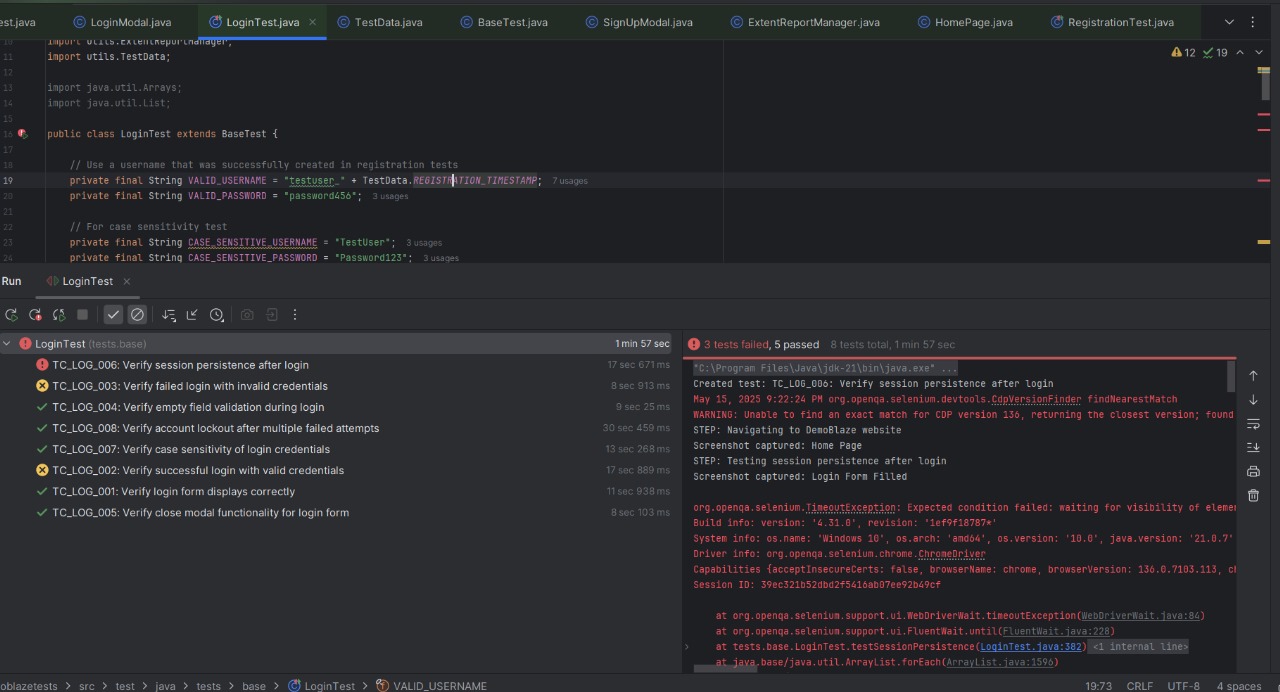 est.java LoginModal.java LoginTest.java TestData.java BaseTest.java SignUpModal.java ExtentReportManager.java HomePage.java RegistrationTest.java
10 import utils.ExtentReportManager;
11 import utils.TestData;
12 19
12
13 import java.util.Arrays;
14 import java.util.List;
15
16 public class LoginTest extends BaseTest {
17
18 // Use a username that was successfully created in registration tests
19 private final String VALID_USERNAME = "testuser_" + TestData.REGISTRATION_TIMESTAMP; 7 usages
20 private final String VALID_PASSWORD = "password456"; 3 usages
21
22 // For case sensitivity test
23 private final String CASE_SENSITIVE_USERNAME = "TestUser"; 3 usages
24 private final String CASE_SENSITIVE_PASSWORD = "Password123"; 3 usages
Run LoginTest
LoginTest (tests.base) 1 min 57 sec
TC_LOG_006: Verify session persistence after login 17 sec 671 ms
TC_LOG_003: Verify failed login with invalid credentials 8 sec 913 ms
TC_LOG_004: Verify empty field validation during login 9 sec 25 ms
TC_LOG_008: Verify account lockout after multiple failed attempts 30 sec 459 ms
TC_LOG_007: Verify case sensitivity of login credentials 13 sec 268 ms
TC_LOG_002: Verify successful login with valid credentials 17 sec 889 ms
TC_LOG_001: Verify login form displays correctly 11 sec 938 ms
TC_LOG_005: Verify close modal functionality for login form 8 sec 103 ms
3 tests failed, 5 passed 8 tests total, 1 min 57 sec
"C:\Program Files\Java\jdk-21\bin\java.exe" ...
Created test: TC_LOG_006: Verify session persistence after login
May 15, 2025 9:22:24 PM org.openqa.selenium.devtools.CdpVersionFinder findNearestMatch
WARNING: Unable to find an exact match for CDP version 136, returning the closest version; found
STEP: Navigating to DemoBlaze website
Screenshot captured: Home Page
STEP: Testing session persistence after login
Screenshot captured: Login Form Filled
org.openqa.selenium.TimeoutException: Expected condition failed: waiting for visibility of eleme
Build info: version: '4.31.0', revision: '1ef9f18787*'
System info: os.name: 'Windows 10', os.arch: 'amd64', os.version: '10.0', java.version: '21.0.7'
Driver info: org.openqa.selenium.chrome.ChromeDriver
Capabilities {acceptInsecureCerts: false, browserName: chrome, browserVersion: 136.0.7103.113, ch
Session ID: 39ec321b52dbd2f5416ab07ee92b49cf
at org.openqa.selenium.support.ui.WebDriverWait.timeoutException(WebDriverWait.java:84)
at org.openqa.selenium.support.ui.FluentWait.until(FluentWait.java:228)
at tests.base.LoginTest.testSessionPersistence(LoginTest.java:382) <1 internal line>
at java.base/java.util.ArrayList.forEach(ArrayList.java:1596)
oblazetests > src > test > java > tests > base > LoginTest > VALID_USERNAME 19:73 CRLF UTF-8 4 spaces